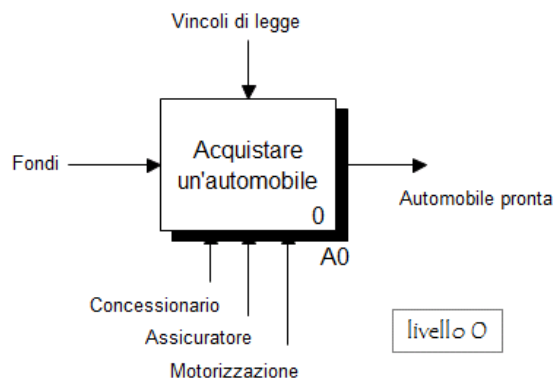 Vincoli di legge
Fondi
Acquistare
un'automobile
0
Automobile pronta
A0
Concessionario
Assicuratore
Motorizzazione
livello 0